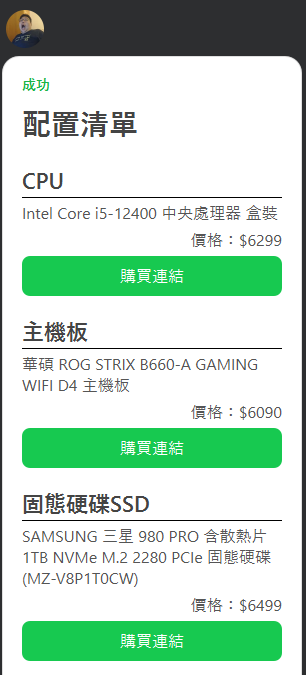 成功
配置清單
CPU
Intel Core i5-12400 中央處理器 盒裝
價格：$6299
購買連結
主機板
華碩 ROG STRIX B660-A GAMING
WIFI D4 主機板
價格：$6090
購買連結
固態硬碟SSD
SAMSUNG 三星 980 PRO 含散熱片
1TB NVMe M.2 2280 PCIe 固態硬碟
(MZ-V8P1T0CW)
價格：$6499
購買連結